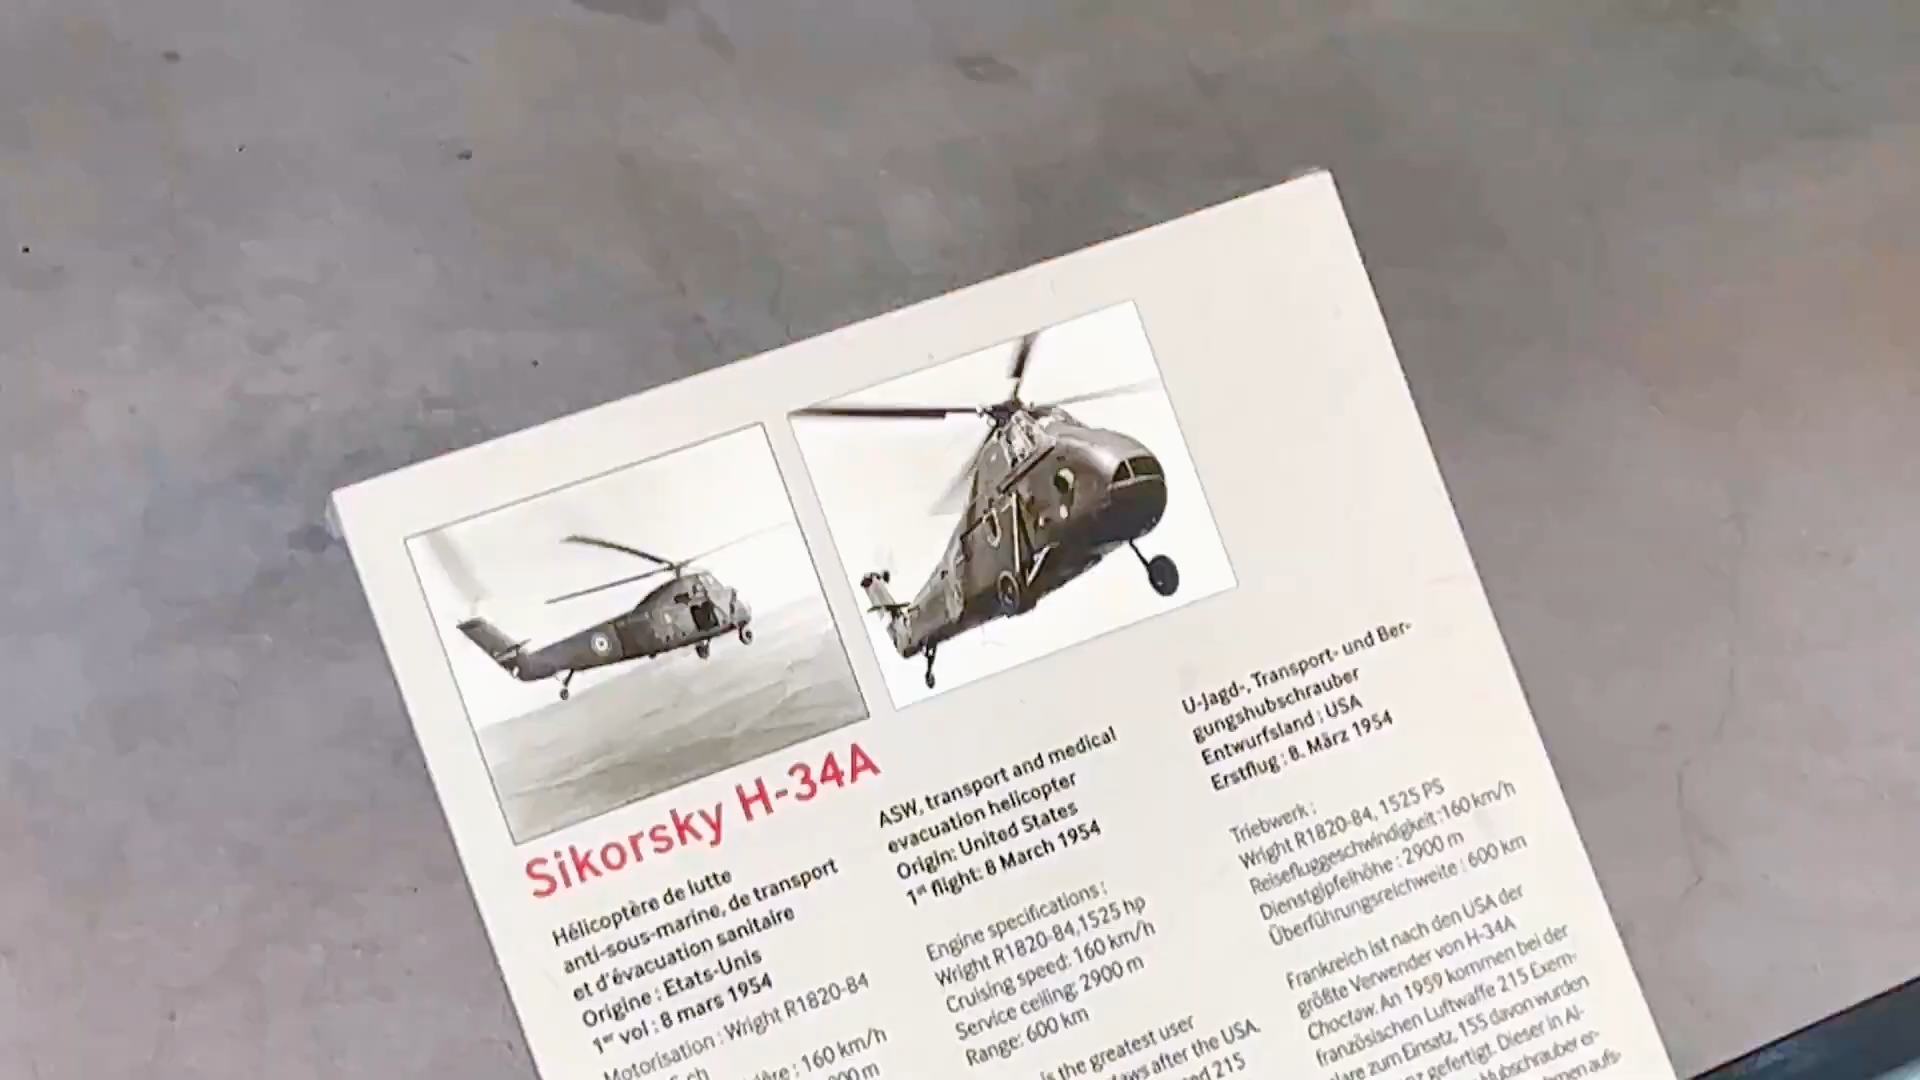 Sikorsky H-34A
Hélicoptère de lutte
anti-sous-marine, de transport
et d'évacuation sanitaire
Origine : Etats-Unis
1er vol : 8 mars 1954
Motorisation : Wright R1820-84
ch
: 160 km/h
ASW, transport and medical
evacuation helicopter
Origin: United States
1st flight: 8 March 1954
Engine specifications :
Wright R1820-84,1525 hp
Cruising speed: 160 km/h
Service ceiling: 2900 m
Range: 600 km
is the greatest user
after the USA.
215
U-Jagd-, Transport- und Ber-
gungshubschrauber
Entwurfsland : USA
Erstflug : 8. März 1954
Triebwerk :
Wright R1820-84, 1525 PS
Reisefluggeschwindigkeit :160 km/h
Dienstgipfelhöhe : 2900 m
Überführungsreichweite : 600 km
Frankreich ist nach den USA der
größte Verwender von H-34A
Choctaw. An 1959 kommen bei der
französischen Luftwaffe 215 Exem-
plare zum Einsatz, 155 davon wurden
gefertigt. Dieser in Al-